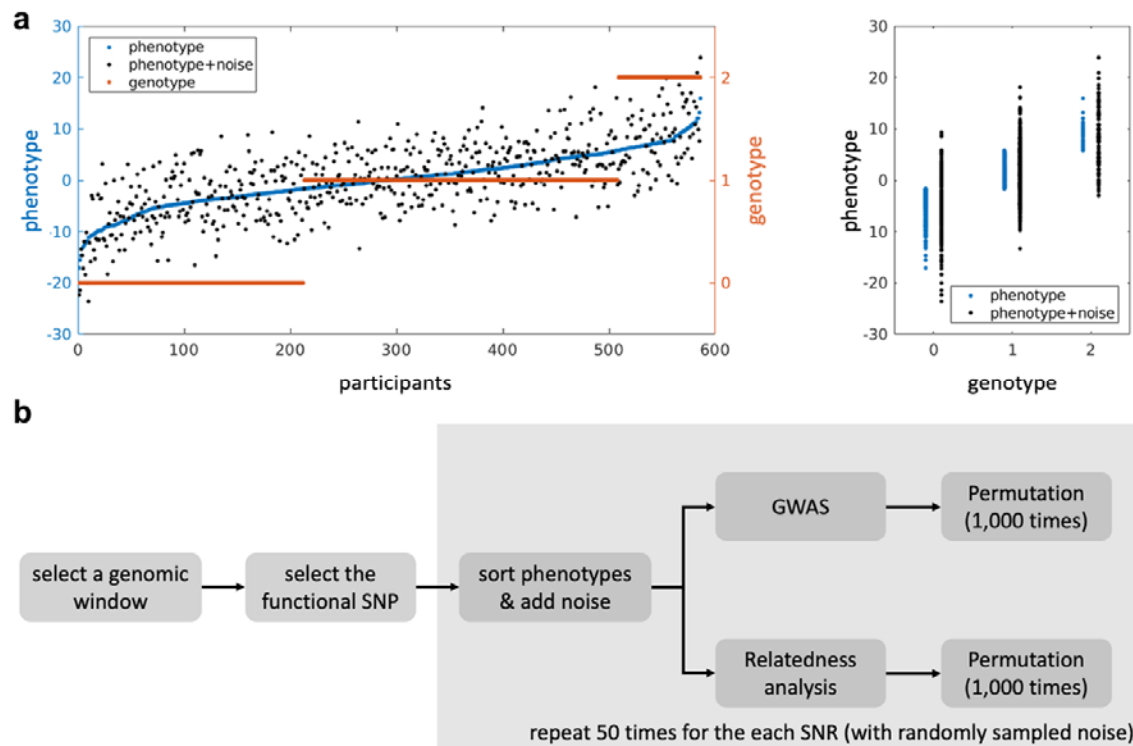 a
30
20
10
0
-10
-20
-30
phenotype
phenotype
phenotype+noise
genotype
2
1
0
genotype
0
100
200
300
400
500
600
participants
30
20
10
0
-10
-20
-30
phenotype
phenotype
phenotype+noise
0
1
2
genotype
b
select a genomic
window
select the
functional SNP
sort phenotypes
& add noise
GWAS
Permutation
(1,000 times)
Relatedness
analysis
Permutation
(1,000 times)
repeat 50 times for the each SNR (with randomly sampled noise)